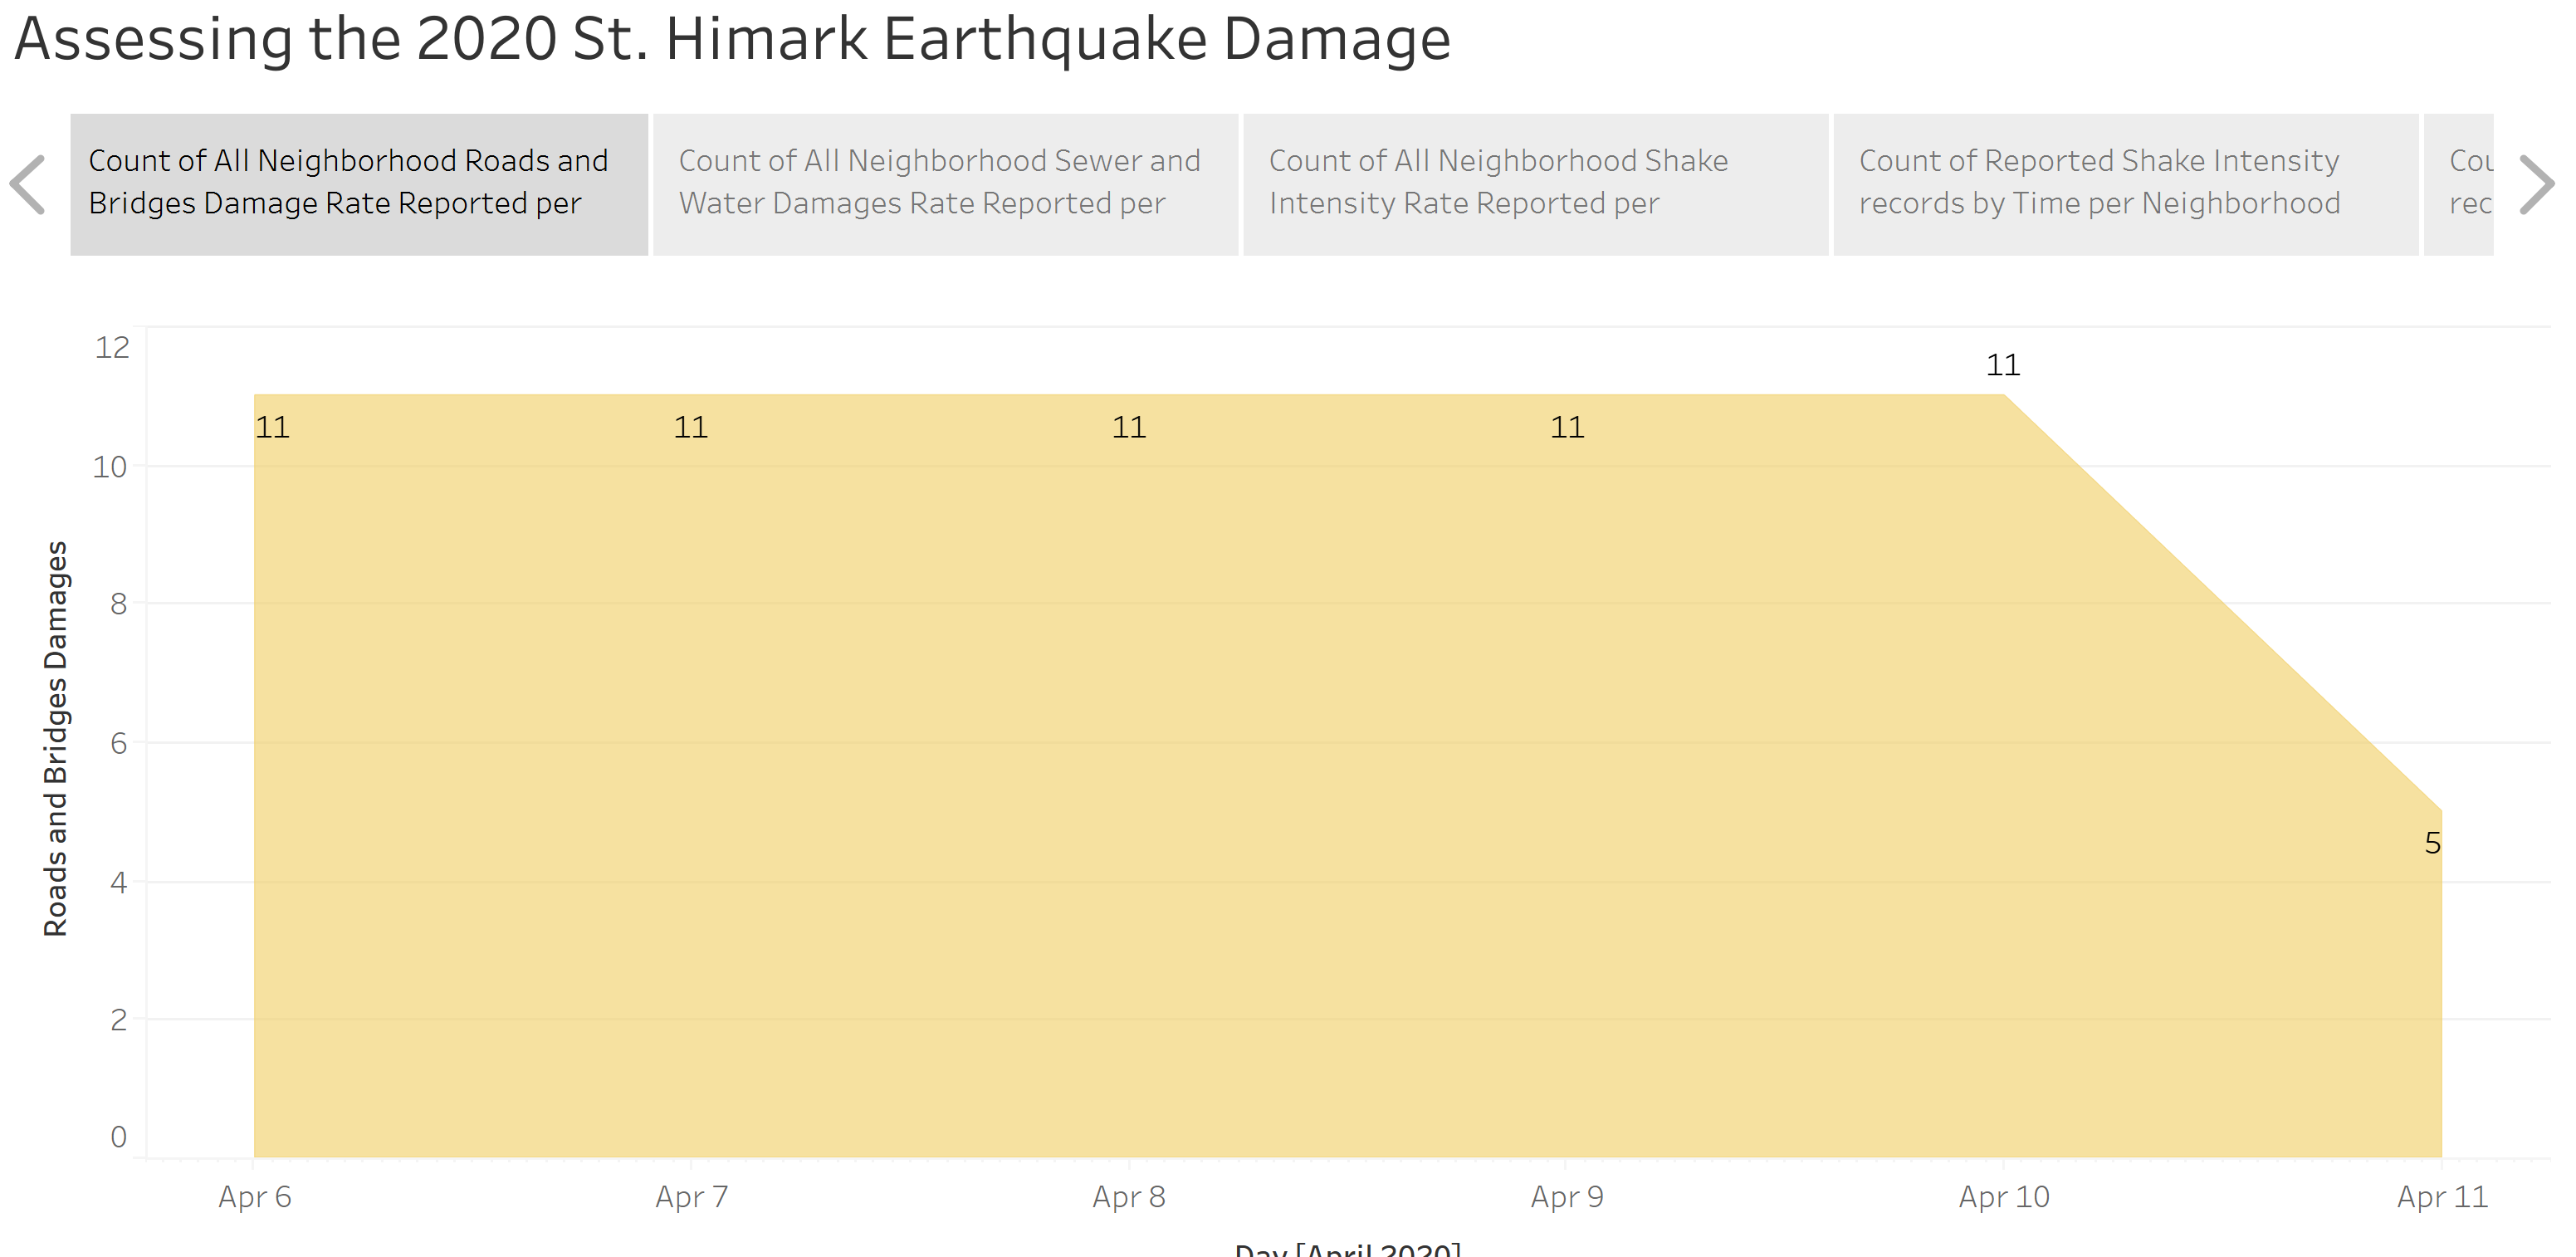 Assessing the 2020 St. Himark Earthquake Damage
Count of All Neighborhood Roads and
Bridges Damage Rate Reported per
Count of All Neighborhood Sewer and
Water Damages Rate Reported per
Count of All Neighborhood Shake
Intensity Rate Reported per
Count of Reported Shake Intensity
records by Time per Neighborhood
12
10
8
6
4
2
0
Roads and Bridges Damages
11
11
11
11
11
5
Apr 6
Apr 7
Apr 8
Apr 9
Apr 10
Apr 11
Day [April 2020]